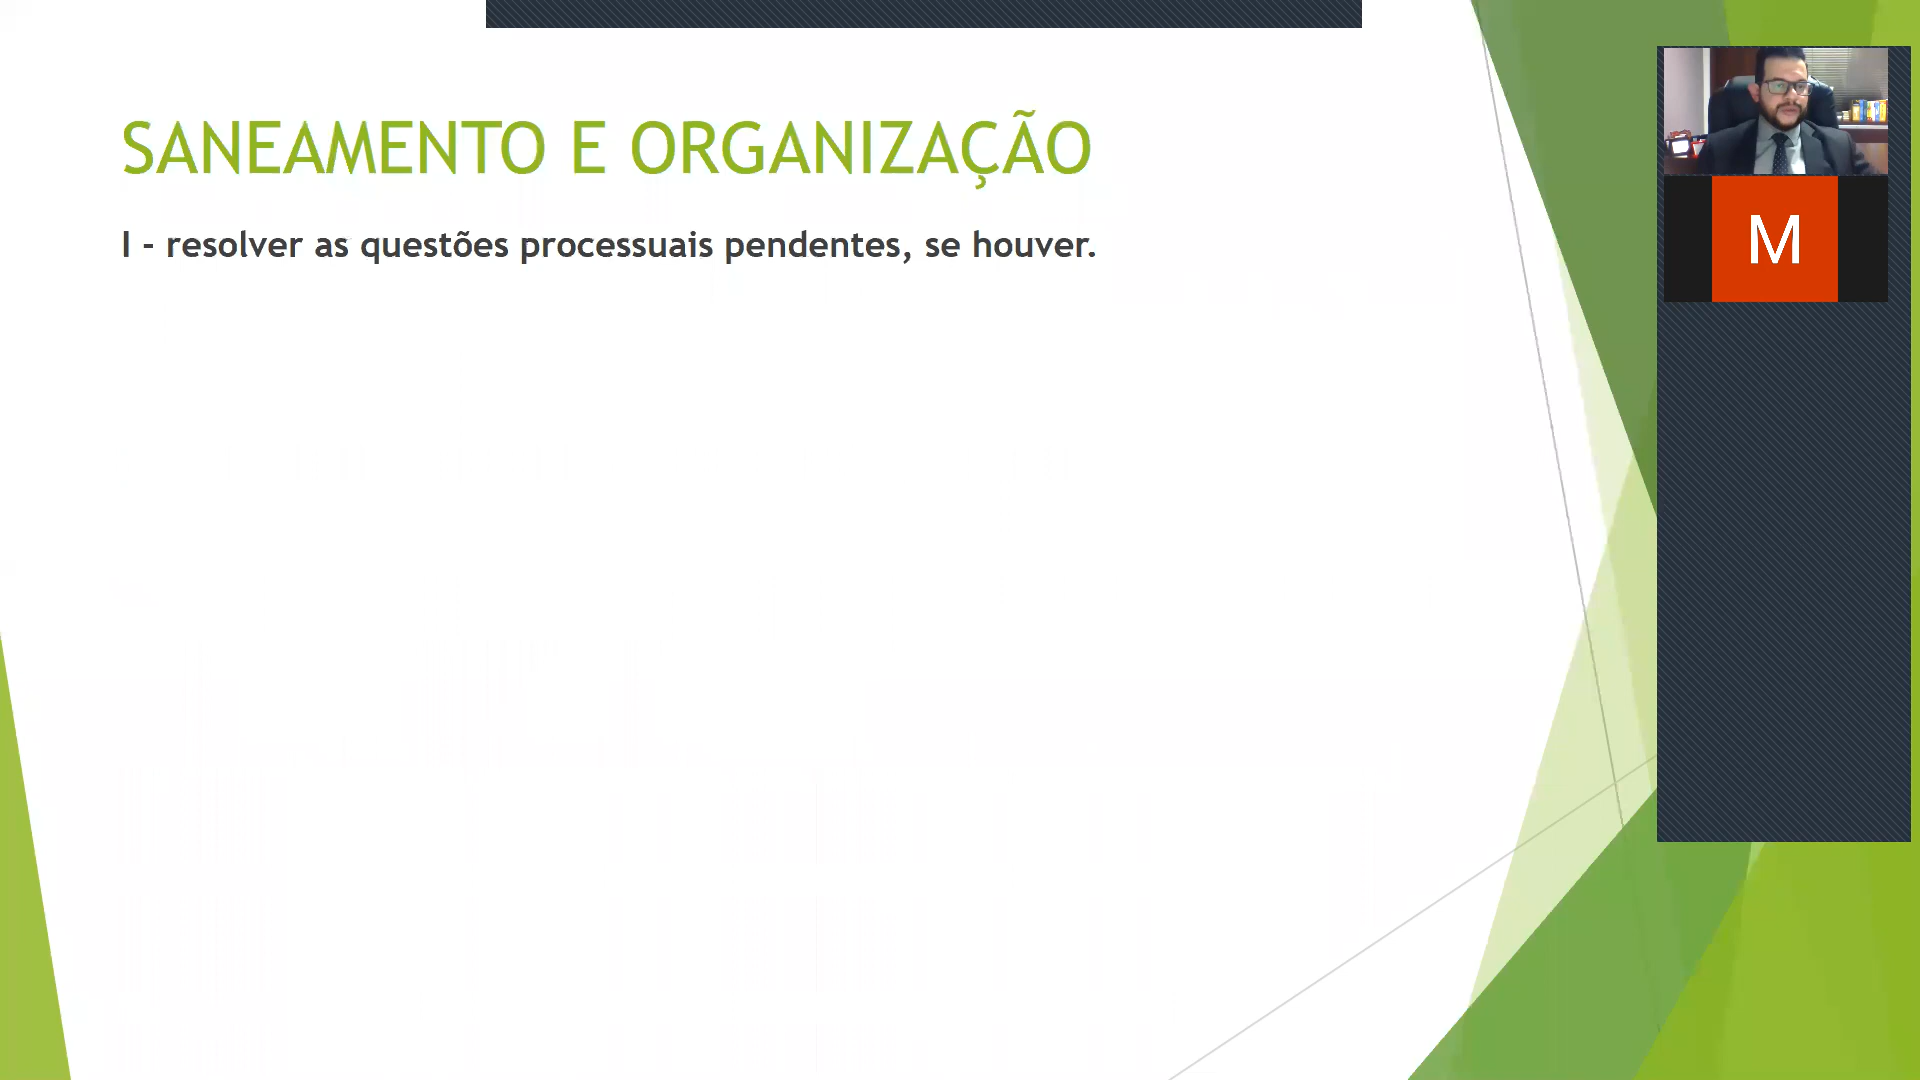 SANEAMENTO E ORGANIZAÇÃO
I - resolver as questões processuais pendentes, se houver.
M